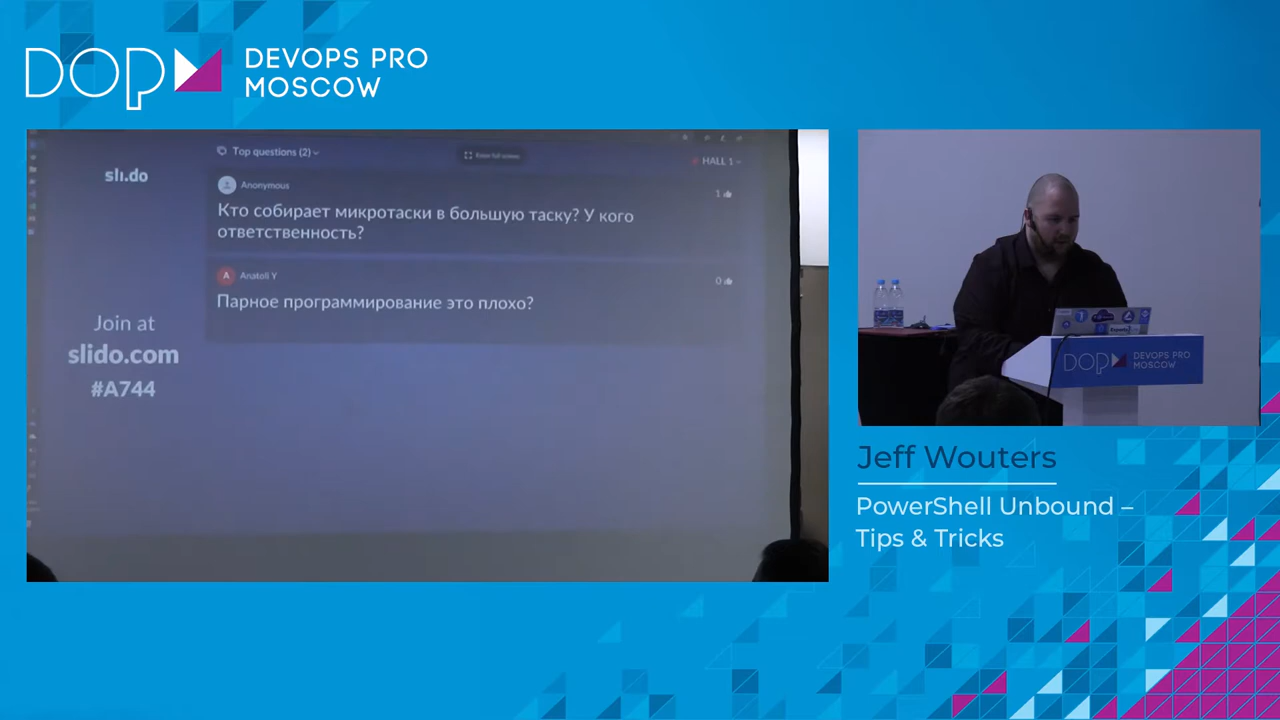 DOP
DEVOPS PRO
MOSCOW
sli.do
Top questions (2)
HALL 1
Anonymous
1
Кто собирает микротаски в большую таску? У кого
ответственность?
A
Anatoli Y
0
Парное программирование это плохо?
Join at
slido.com
#A744
DOP
DEVOPS PRO
MOSCOW
Jeff Wouters
PowerShell Unbound –
Tips & Tricks